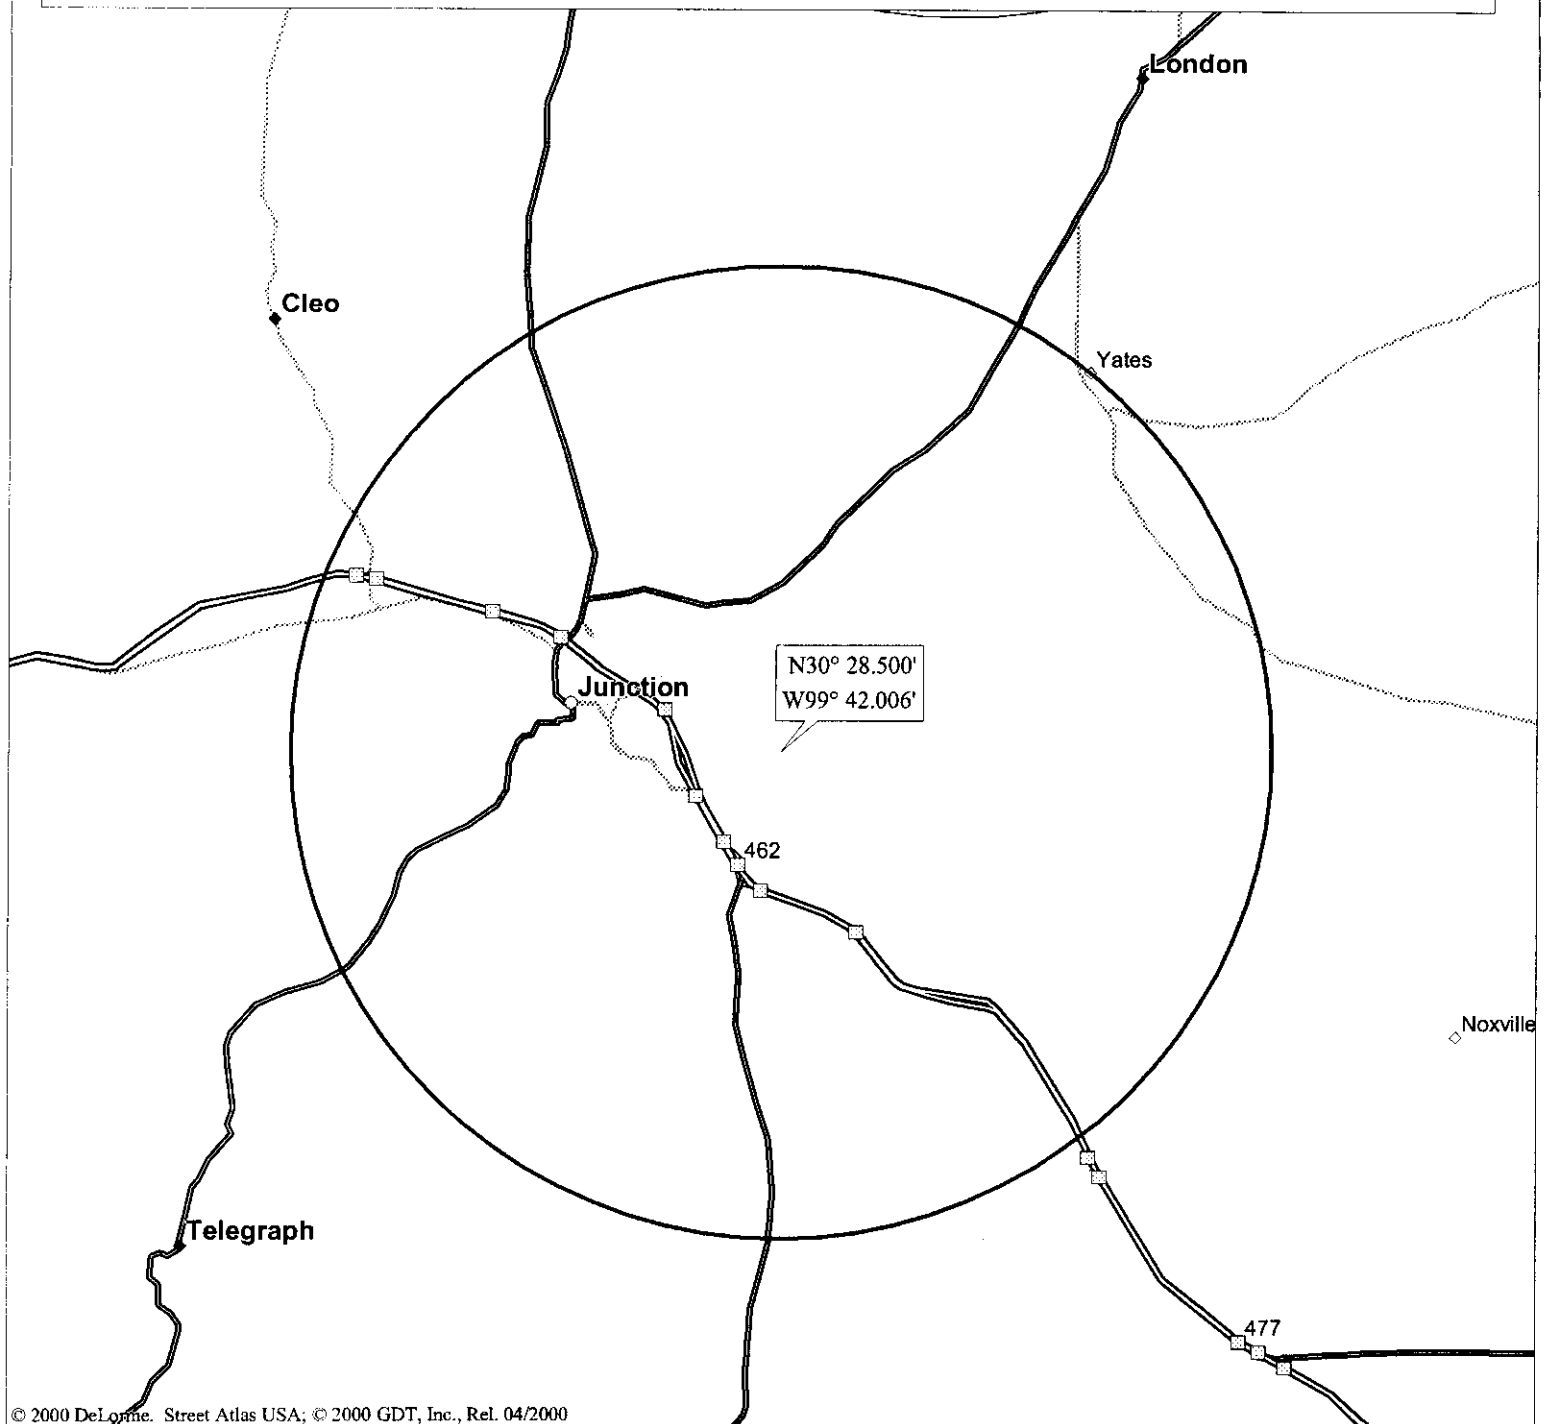 London
Cleo
Yates
N30° 28.500'
W99° 42.006'
Junction
462
Noxville
Telegraph
477
© 2000 DeLorme. Street Atlas USA; © 2000 GDT, Inc., Rel. 04/2000